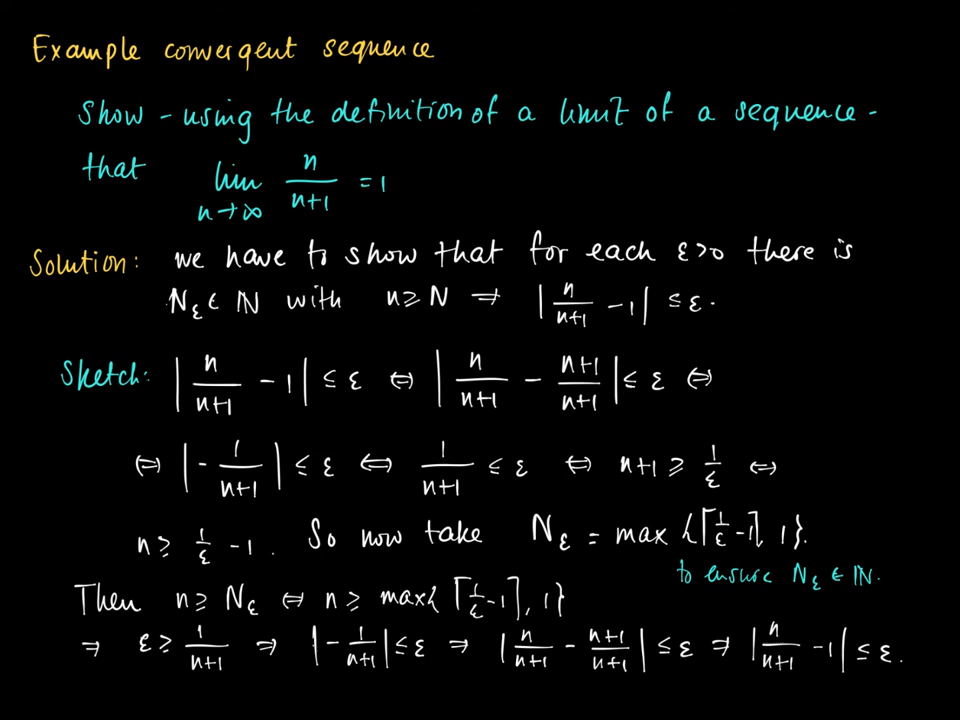 Example convergent sequence
Show - using the definition of a limit of a sequence -
that lim n→∞ n/(n+1) = 1
Solution: we have to show that for each ε>0 there is
N_ε ∈ ℕ with n ≥ N ⇒ |n/(n+1) - 1| ≤ ε.
Sketch: |n/(n+1) - 1| ≤ ε ⇔ |n/(n+1) - (n+1)/(n+1)| ≤ ε ⇔
⇔ |-1/(n+1)| ≤ ε ⇔ 1/(n+1) ≤ ε ⇔ n+1 ≥ 1/ε ⇔
n ≥ 1/ε - 1. So now take N_ε = max{⌈1/ε - 1⌉, 1}.
to ensure N_ε ∈ ℕ.
Then n ≥ N_ε ⇔ n ≥ max{⌈1/ε - 1⌉, 1}
⇒ ε ≥ 1/(n+1) ⇒ |-1/(n+1)| ≤ ε ⇒ |n/(n+1) - (n+1)/(n+1)| ≤ ε ⇒ |n/(n+1) - 1| ≤ ε.